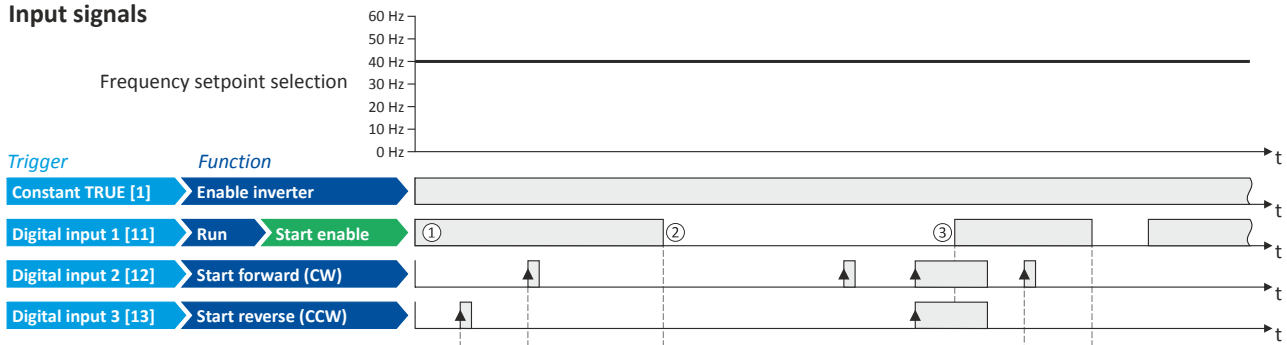 Input signals
60 Hz
50 Hz
40 Hz
Frequency setpoint selection
30 Hz
20 Hz
10 Hz
0 Hz
t
Trigger Function
Constant TRUE [1] Enable inverter
t
Digital input 1 [11] Run Start enable ① ② ③
t
Digital input 2 [12] Start forward (CW)
t
Digital input 3 [13] Start reverse (CCW)
t